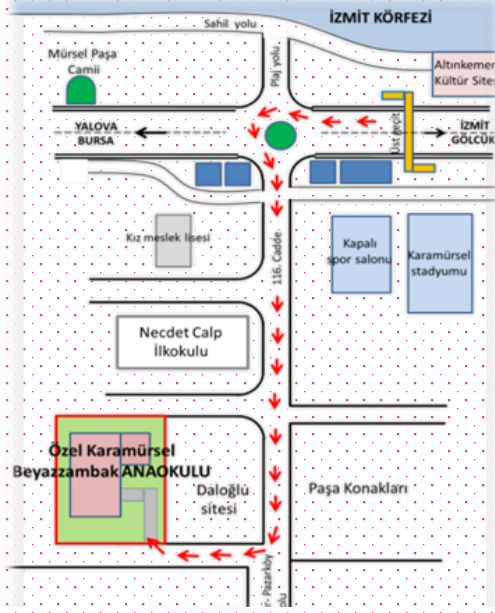 İZMİT KÖRFEZİ
Sahil yolu
Mürsel Paşa
Camii
Plaj yolu
Altınkemer
Kültür Sites
YALOVA
BURSA
İZMİT
GÖLCÜK
Üst geçit
Kız meslek lisesi
116. Cadde
Kapalı
spor salonu
Karamürsel
stadyumu
Necdet Calp
İlkokulu
Özel Karamürsel
Beyazzambak ANAOKULU
Daloğlu
sitesi
Paşa Konakları
r- Pazarköy
olu